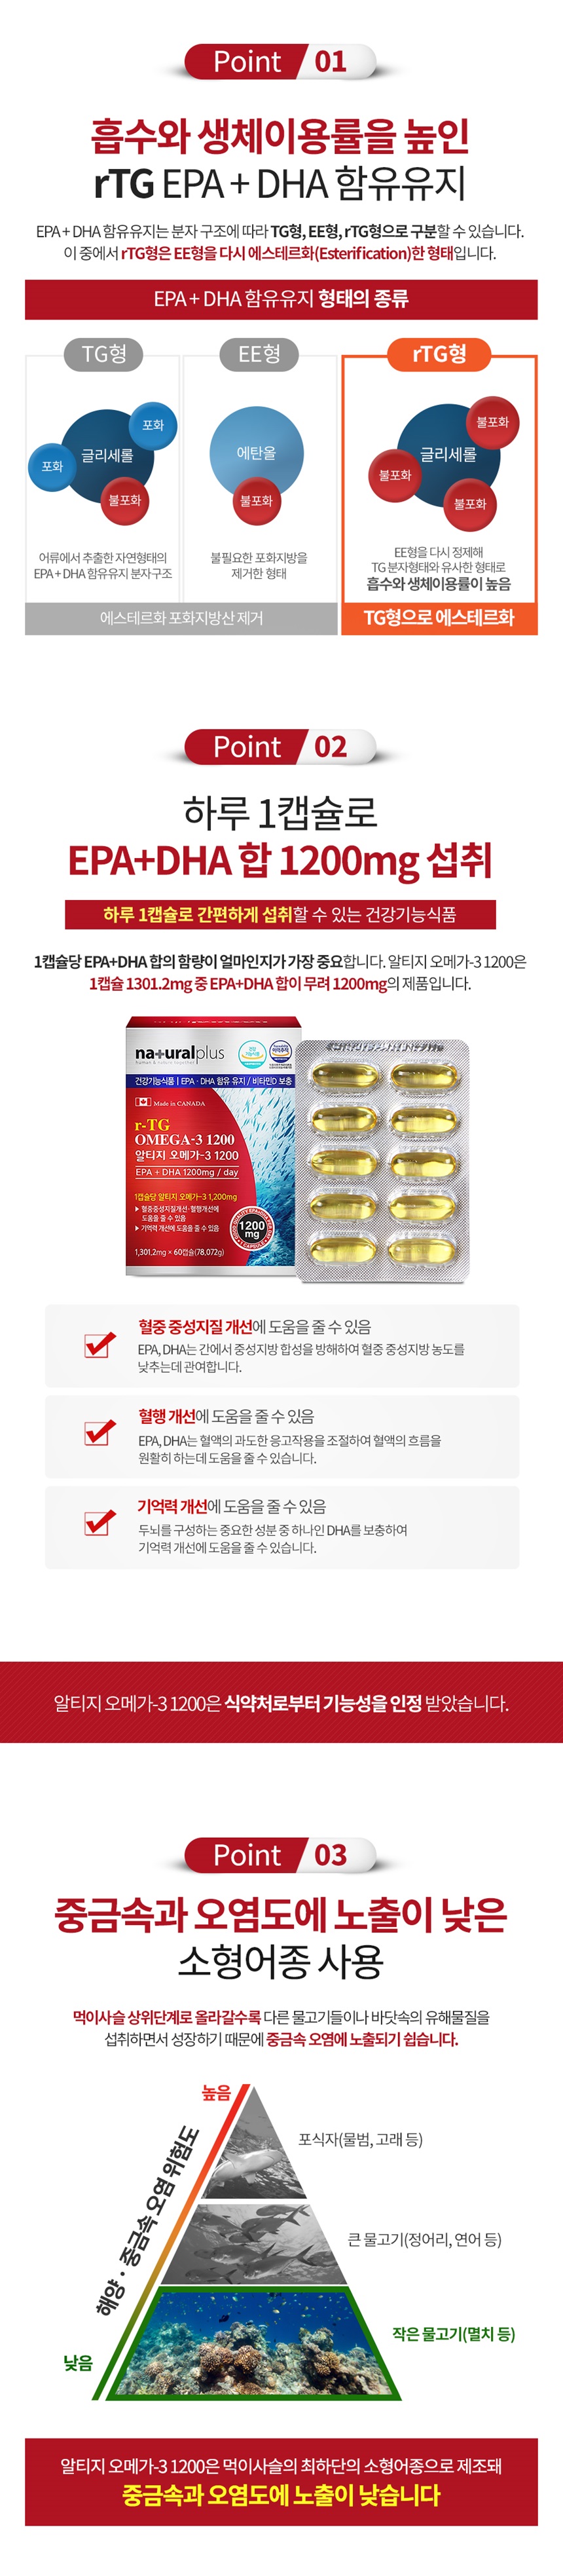 Point 01
흡수와 생체이용률을 높인
rTG EPA + DHA 함유유지
EPA + DHA 함유유지는 분자 구조에 따라 TG형, EE형, rTG형으로 구분할 수 있습니다.
이 중에서 rTG형은 EE형을 다시 에스테르화(Esterification)한 형태입니다.
EPA + DHA 함유유지 형태의 종류
TG형
포화
글리세롤
포화
불포화
어류에서 추출한 자연형태의
EPA + DHA 함유유지 분자구조
EE형
에탄올
불포화
불필요한 포화지방을
제거한 형태
에스테르화 포화지방산 제거
rTG형
불포화
글리세롤
불포화
불포화
EE형을 다시 정제해
TG 분자형태와 유사한 형태로
흡수와 생체이용률이 높음
TG형으로 에스테르화
Point 02
하루 1캡슐로
EPA+DHA 합 1200mg 섭취
하루 1캡슐로 간편하게 섭취할 수 있는 건강기능식품
1캡슐당 EPA+DHA 합의 함량이 얼마인지가 가장 중요합니다. 알티지 오메가-3 1200은
1캡슐 1301.2mg 중 EPA+DHA 합이 무려 1200mg의 제품입니다.
naturalplus
건강기능식품 | EPA · DHA 함유 유지 / 비타민D 보충
Made in CANADA
r-TG
OMEGA-3 1200
알티지 오메가-3 1200
EPA + DHA 1200mg / day
1캡슐당 알티지 오메가-3 1,200mg
▶ 혈중중성지질개선·혈행개선에
도움을 줄 수 있음
▶ 기억력 개선에 도움을 줄 수 있음
1200
mg
1,301.2mg × 60캡슐(78.072g)
혈중 중성지질 개선에 도움을 줄 수 있음
EPA, DHA는 간에서 중성지방 합성을 방해하여 혈중 중성지방 농도를
낮추는데 관여합니다.
혈행 개선에 도움을 줄 수 있음
EPA, DHA는 혈액의 과도한 응고작용을 조절하여 혈액의 흐름을
원활히 하는데 도움을 줄 수 있습니다.
기억력 개선에 도움을 줄 수 있음
두뇌를 구성하는 중요한 성분 중 하나인 DHA를 보충하여
기억력 개선에 도움을 줄 수 있습니다.
알티지 오메가-3 1200은 식약처로부터 기능성을 인정 받았습니다.
Point 03
중금속과 오염도에 노출이 낮은
소형어종 사용
먹이사슬 상위단계로 올라갈수록 다른 물고기들이나 바닷속의 유해물질을
섭취하면서 성장하기 때문에 중금속 오염에 노출되기 쉽습니다.
높음
해양 · 중금속 오염 위험도
낮음
포식자(물범, 고래 등)
큰 물고기(정어리, 연어 등)
작은 물고기(멸치 등)
알티지 오메가-3 1200은 먹이사슬의 최하단의 소형어종으로 제조돼
중금속과 오염도에 노출이 낮습니다